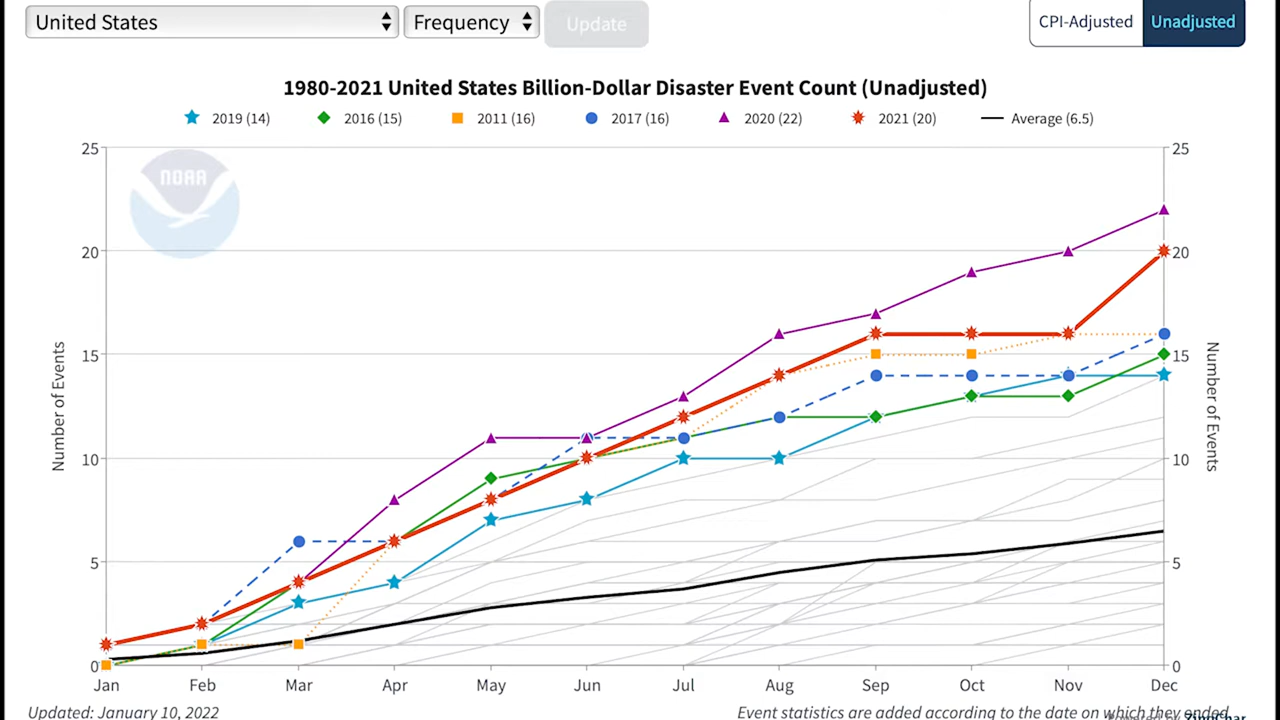 United States Frequency Update CPI-Adjusted Unadjusted
1980-2021 United States Billion-Dollar Disaster Event Count (Unadjusted)
2019 (14) 2016 (15) 2011 (16) 2017 (16) 2020 (22) 2021 (20) Average (6.5)
NOAA
25 25
20 20
15 15
10 10
5 5
0 0
Number of Events
Number of Events
Jan Feb Mar Apr May Jun Jul Aug Sep Oct Nov Dec
Updated: January 10, 2022
Event statistics are added according to the date on which they ended.